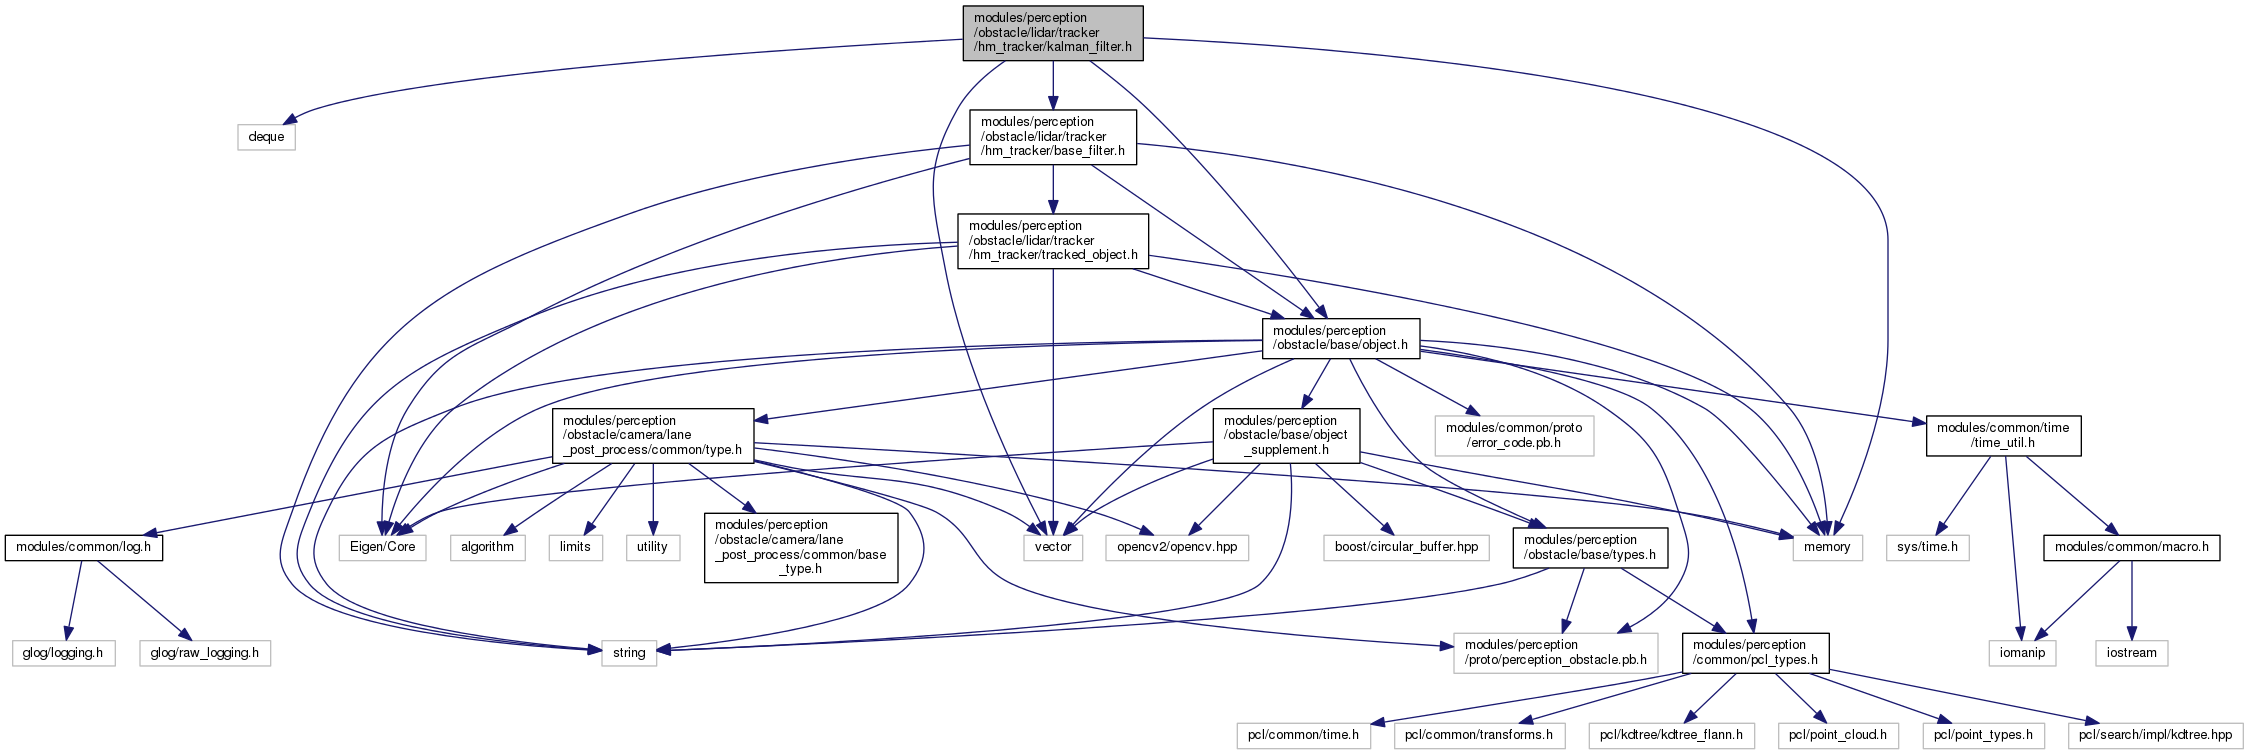 modules/perception
/obstacle/lidar/tracker
/hm_tracker/kalman_filter.h
deque
modules/perception
/obstacle/lidar/tracker
/hm_tracker/base_filter.h
modules/perception
/obstacle/lidar/tracker
/hm_tracker/tracked_object.h
modules/perception
/obstacle/base/object.h
modules/perception
/obstacle/camera/lane
_post_process/common/type.h
modules/perception
/obstacle/base/object
_supplement.h
modules/common/proto
/error_code.pb.h
modules/common/time
/time_util.h
modules/common/log.h
Eigen/Core
algorithm
limits
utility
modules/perception
/obstacle/camera/lane
_post_process/common/base
_type.h
vector
opencv2/opencv.hpp
boost/circular_buffer.hpp
modules/perception
/obstacle/base/types.h
memory
sys/time.h
modules/common/macro.h
glog/logging.h
glog/raw_logging.h
string
modules/perception
/proto/perception_obstacle.pb.h
modules/perception
/common/pcl_types.h
iomanip
iostream
pcl/common/time.h
pcl/common/transforms.h
pcl/kdtree/kdtree_flann.h
pcl/point_cloud.h
pcl/point_types.h
pcl/search/impl/kdtree.hpp